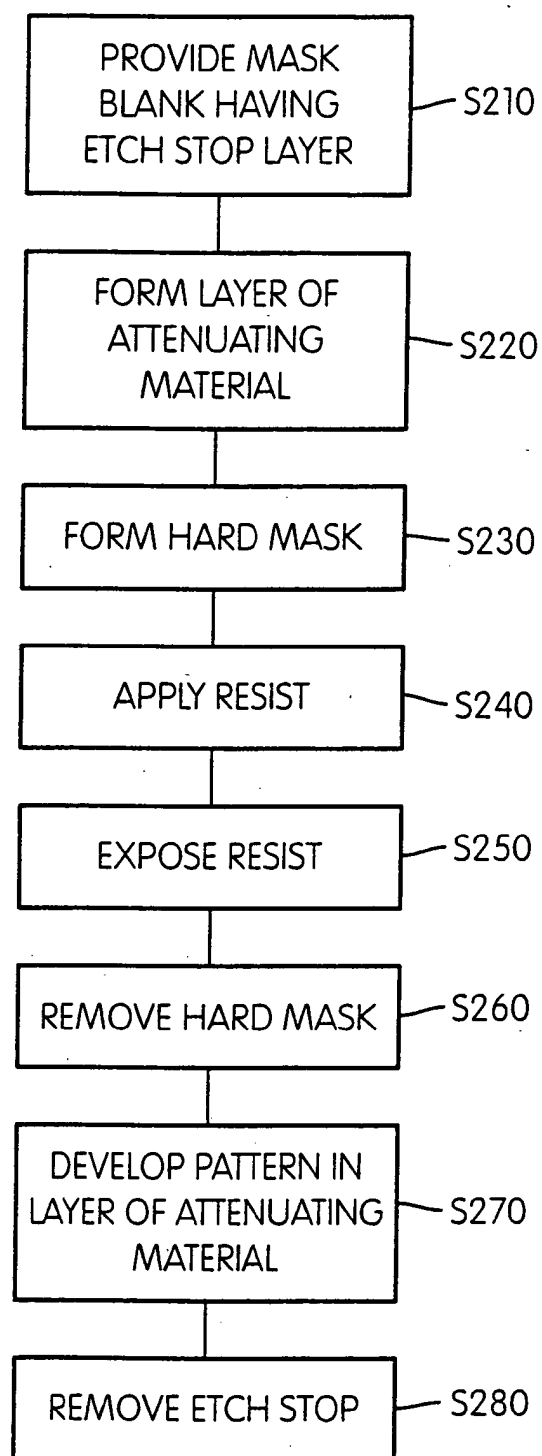 PROVIDE MASK
BLANK HAVING
ETCH STOP LAYER
S210
FORM LAYER OF
ATTENUATING
MATERIAL
S220
FORM HARD MASK
S230
APPLY RESIST
S240
EXPOSE RESIST
S250
REMOVE HARD MASK
S260
DEVELOP PATTERN IN
LAYER OF ATTENUATING
MATERIAL
S270
REMOVE ETCH STOP
S280